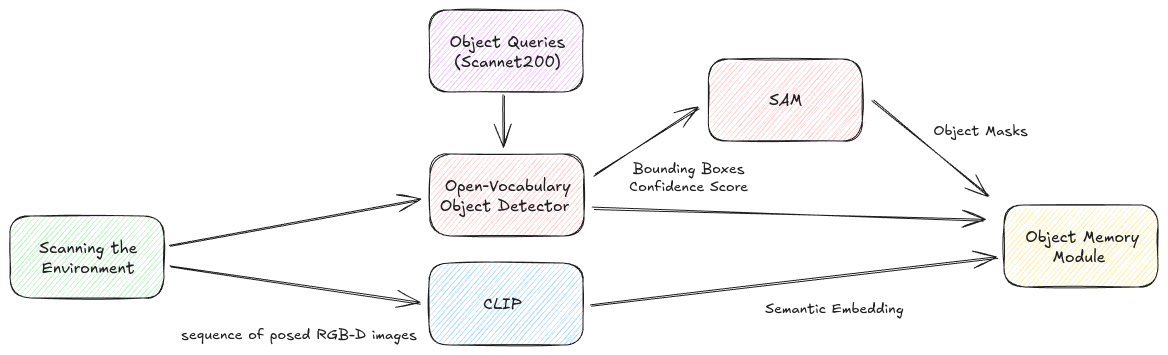 Object Queries
(Scannet200)
SAM
Object Masks
Bounding Boxes
Confidence Score
Open-Vocabulary
Object Detector
Scanning the
Environment
Object Memory
Module
CLIP
Semantic Embedding
sequence of posed RGB-D images